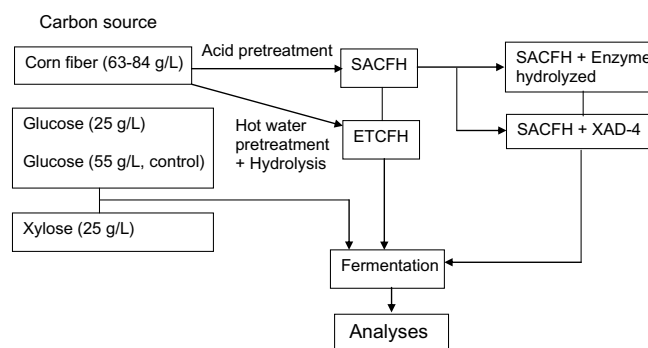 Carbon source
Corn fiber (63-84 g/L)
Acid pretreatment
SACFH
SACFH + Enzyme
hydrolyzed
Glucose (25 g/L)
Glucose (55 g/L, control)
Hot water
pretreatment
+ Hydrolysis
ETCFH
SACFH + XAD-4
Xylose (25 g/L)
Fermentation
Analyses